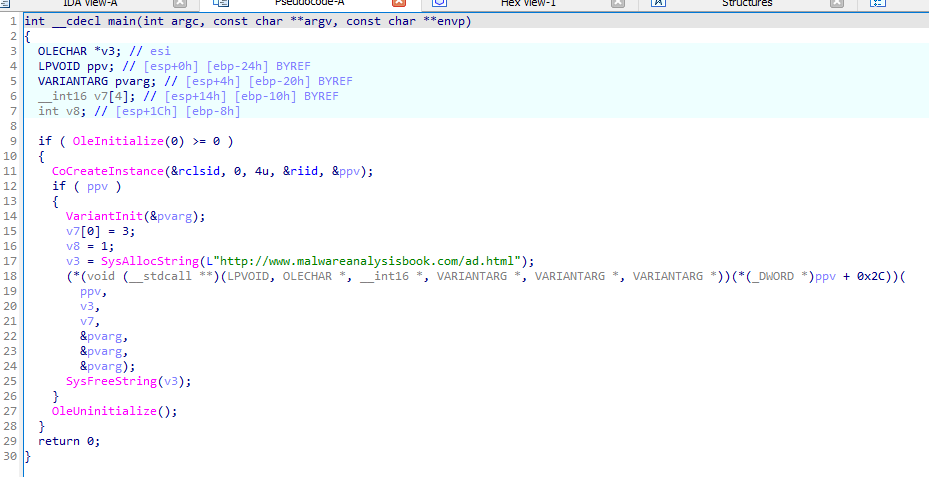 IDA View-A Pseudocode-A Hex View-1 Structures
1 int __cdecl main(int argc, const char **argv, const char **envp)
2 {
3 OLECHAR *v3; // esi
4 LPVOID ppv; // [esp+0h] [ebp-24h] BYREF
5 VARIANTARG pvarg; // [esp+4h] [ebp-20h] BYREF
6 __int16 v7[4]; // [esp+14h] [ebp-10h] BYREF
7 int v8; // [esp+1Ch] [ebp-8h]
8
9 if ( OleInitialize(0) >= 0 )
10 {
11 CoCreateInstance(&rclsid, 0, 4u, &riid, &ppv);
12 if ( ppv )
13 {
14 VariantInit(&pvarg);
15 v7[0] = 3;
16 v8 = 1;
17 v3 = SysAllocString(L"http://www.malwareanalysisbook.com/ad.html");
18 (*(void (__stdcall **)(LPVOID, OLECHAR *, __int16 *, VARIANTARG *, VARIANTARG *, VARIANTARG *))(*(_DWORD *)ppv + 0x2C))(
19 ppv,
20 v3,
21 v7,
22 &pvarg,
23 &pvarg,
24 &pvarg);
25 SysFreeString(v3);
26 }
27 OleUninitialize();
28 }
29 return 0;
30 }